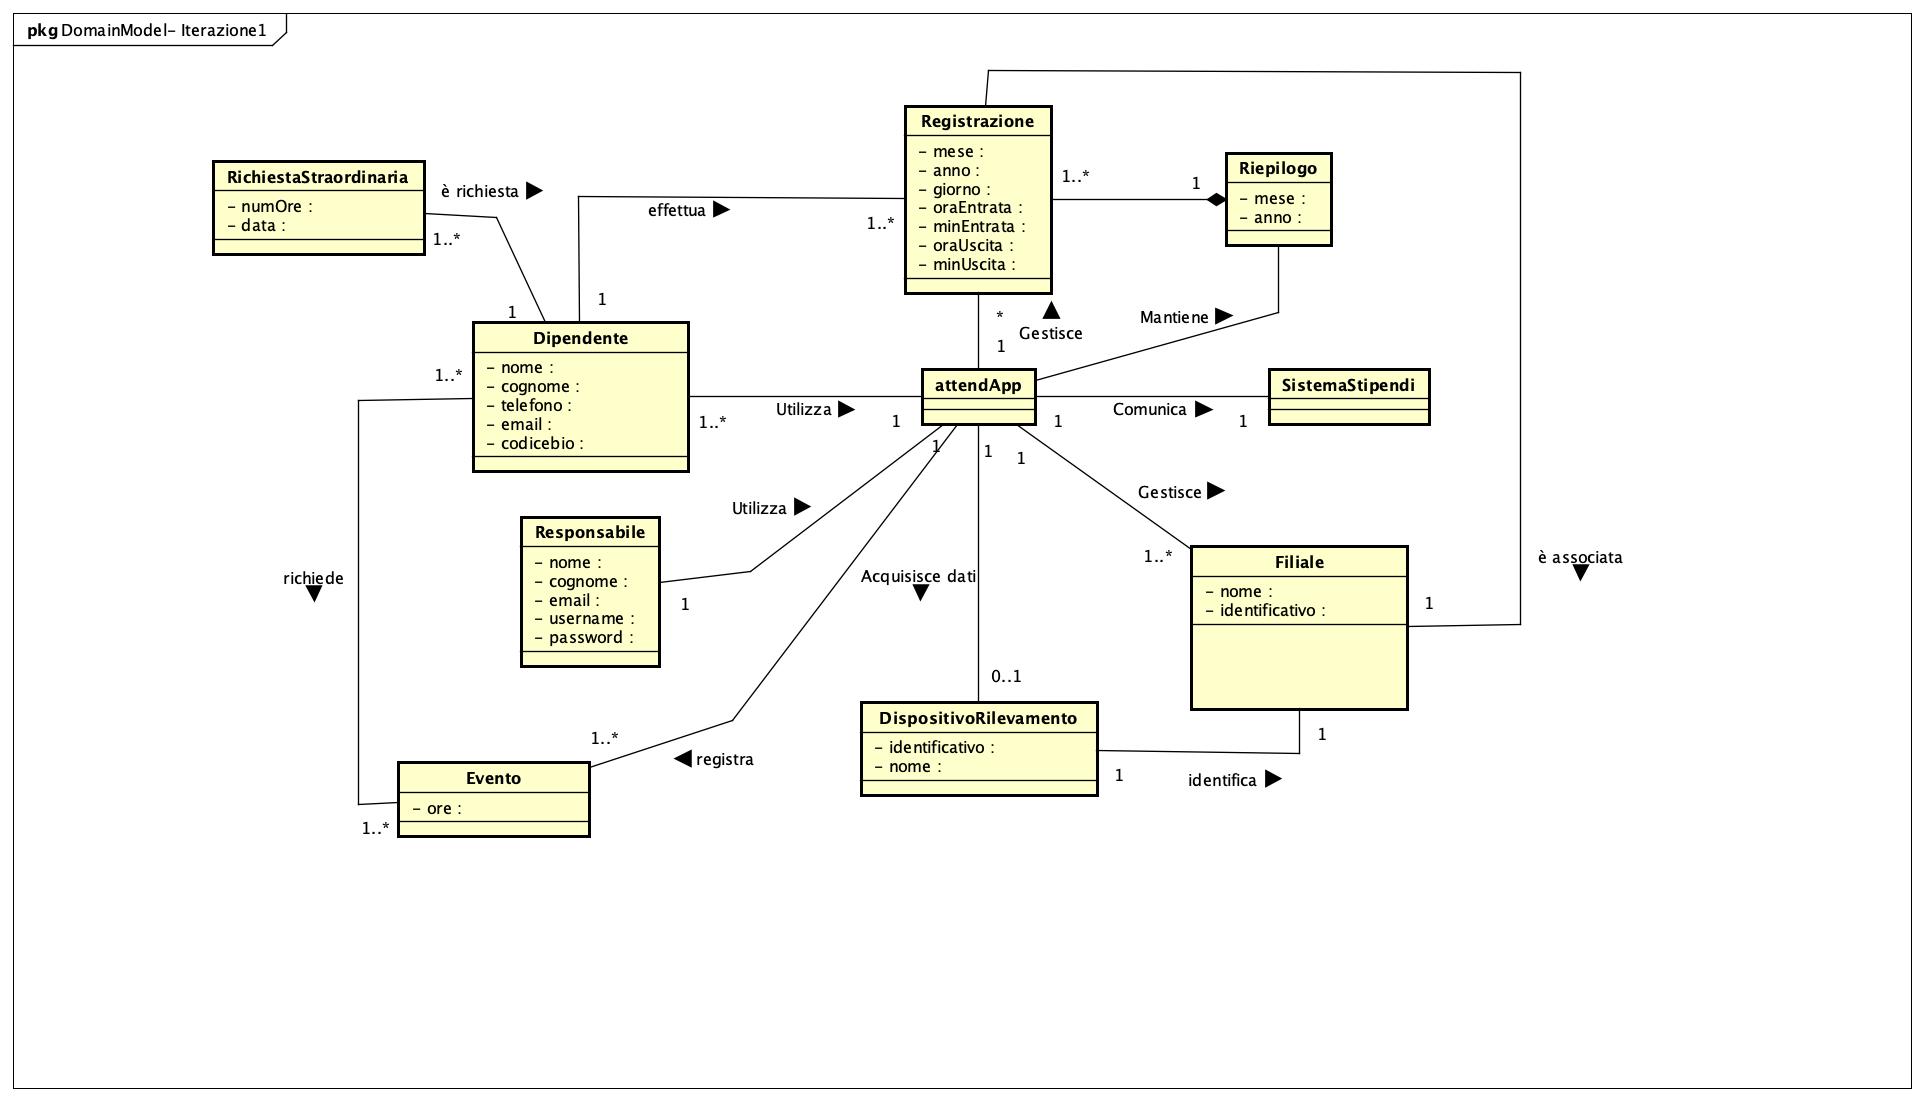 pkg DomainModel- Iterazione1
Registrazione
- mese :
- anno :
- giorno :
- oraEntrata :
- minEntrata :
- oraUscita :
- minUscita :
1..*
1
Riepilogo
- mese :
- anno :
RichiestaStraordinaria
- numOre :
- data :
è richiesta
1..*
1
effettua
1..*
1
*
1
Gestisce
Mantiene
Dipendente
- nome :
- cognome :
- telefono :
- email :
- codicebio :
1..*
Utilizza
1..*
1
attendApp
Comunica
1
1
SistemaStipendi
1
1
1
Utilizza
Gestisce
1..*
Responsabile
- nome :
- cognome :
- email :
- username :
- password :
1
richiede
Acquisisce dati
Filiale
- nome :
- identificativo :
1
è associata
0..1
DispositivoRilevamento
- identificativo :
- nome :
1
1
identifica
1..*
registra
Evento
- ore :
1..*